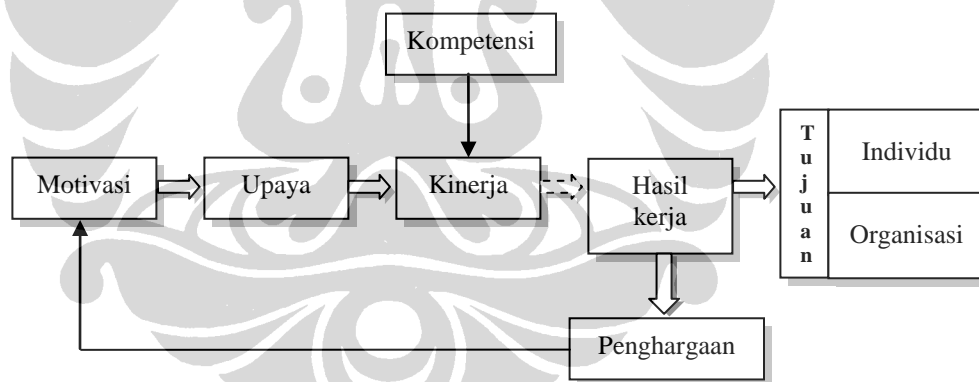 Kompetensi
Motivasi
Upaya
Kinerja
Hasil
kerja
T
u
j
u
a
n
Individu
Organisasi
Penghargaan